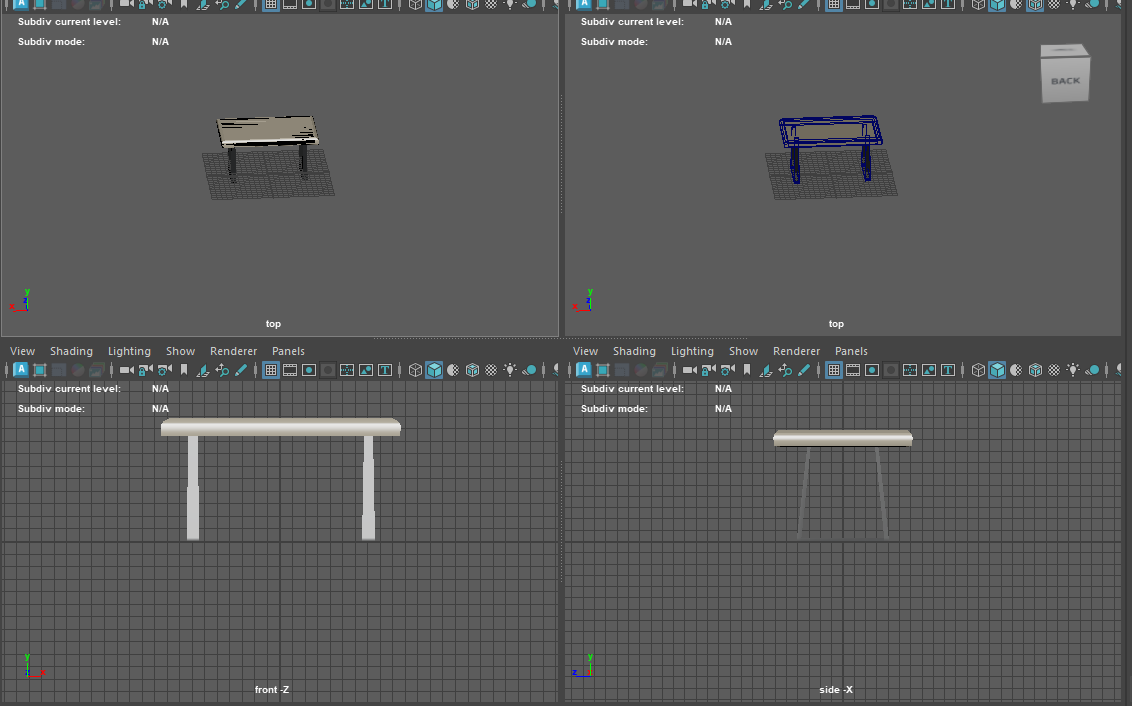 Subdiv current level: N/A
Subdiv mode: N/A
y
z
x
top
Subdiv current level: N/A
Subdiv mode: N/A
BACK
y
z
x
top
View Shading Lighting Show Renderer Panels
Subdiv current level: N/A
Subdiv mode: N/A
y
z x
front -Z
View Shading Lighting Show Renderer Panels
Subdiv current level: N/A
Subdiv mode: N/A
y
z
side -X